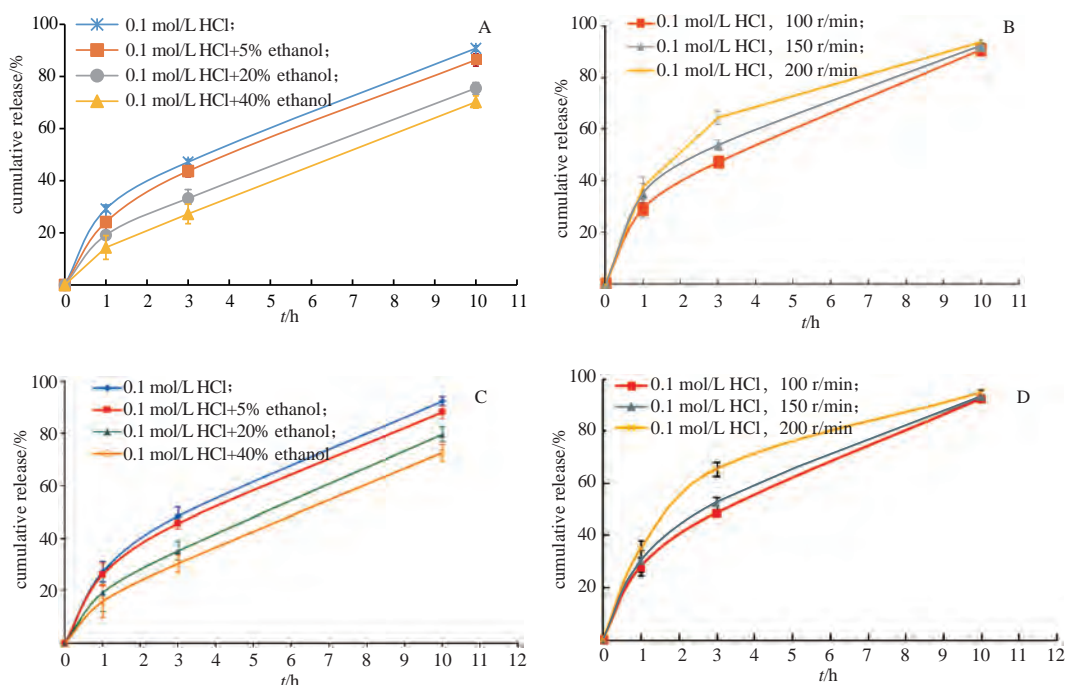 A
0.1 mol/L HCl；
0.1 mol/L HCl+5% ethanol；
0.1 mol/L HCl+20% ethanol；
0.1 mol/L HCl+40% ethanol
cumulative release/%
100
80
60
40
20
0 1 2 3 4 5 6 7 8 9 10 11
t/h
B
0.1 mol/L HCl， 100 r/min；
0.1 mol/L HCl， 150 r/min；
0.1 mol/L HCl， 200 r/min
cumulative release/%
100
80
60
40
20
0 1 2 3 4 5 6 7 8 9 10 11
t/h
C
0.1 mol/L HCl；
0.1 mol/L HCl+5% ethanol；
0.1 mol/L HCl+20% ethanol；
0.1 mol/L HCl+40% ethanol
cumulative release/%
100
80
60
40
20
0 1 2 3 4 5 6 7 8 9 10 11 12
t/h
D
0.1 mol/L HCl， 100 r/min；
0.1 mol/L HCl， 150 r/min；
0.1 mol/L HCl， 200 r/min
cumulative release/%
100
80
60
40
20
0 1 2 3 4 5 6 7 8 9 10 11 12
t/h